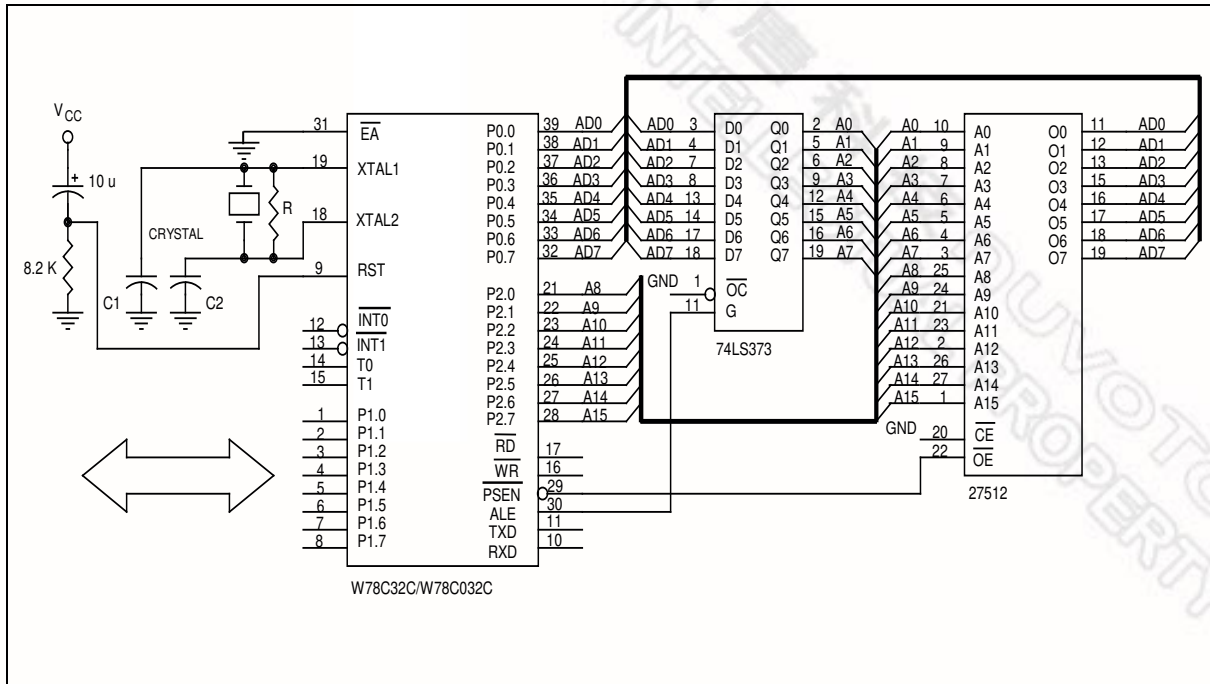 VCC
10 u
+
8.2 K
C1
C2
CRYSTAL
R
31 EA
19 XTAL1
18 XTAL2
9 RST
12 INT0
13 INT1
14 T0
15 T1
1 P1.0
2 P1.1
3 P1.2
4 P1.3
5 P1.4
6 P1.5
7 P1.6
8 P1.7
P0.0 39 AD0
P0.1 38 AD1
P0.2 37 AD2
P0.3 36 AD3
P0.4 35 AD4
P0.5 34 AD5
P0.6 33 AD6
P0.7 32 AD7
P2.0 21 A8
P2.1 22 A9
P2.2 23 A10
P2.3 24 A11
P2.4 25 A12
P2.5 26 A13
P2.6 27 A14
P2.7 28 A15
RD 17
WR 16
PSEN 29
ALE 30
TXD 11
RXD 10
W78C32C/W78C032C
AD0 3 D0 Q0 2 A0
AD1 4 D1 Q1 5 A1
AD2 7 D2 Q2 6 A2
AD3 8 D3 Q3 9 A3
AD4 13 D4 Q4 12 A4
AD5 14 D5 Q5 15 A5
AD6 17 D6 Q6 16 A6
AD7 18 D7 Q7 19 A7
GND 1 OC
11 G
74LS373
A0 10 A0 O0 11 AD0
A1 9 A1 O1 12 AD1
A2 8 A2 O2 13 AD2
A3 7 A3 O3 15 AD3
A4 6 A4 O4 16 AD4
A5 5 A5 O5 17 AD5
A6 4 A6 O6 18 AD6
A7 3 A7 O7 19 AD7
A8 25 A8
A9 24 A9
A10 21 A10
A11 23 A11
A12 2 A12
A13 26 A13
A14 27 A14
A15 1 A15
GND 20 CE
22 OE
27512